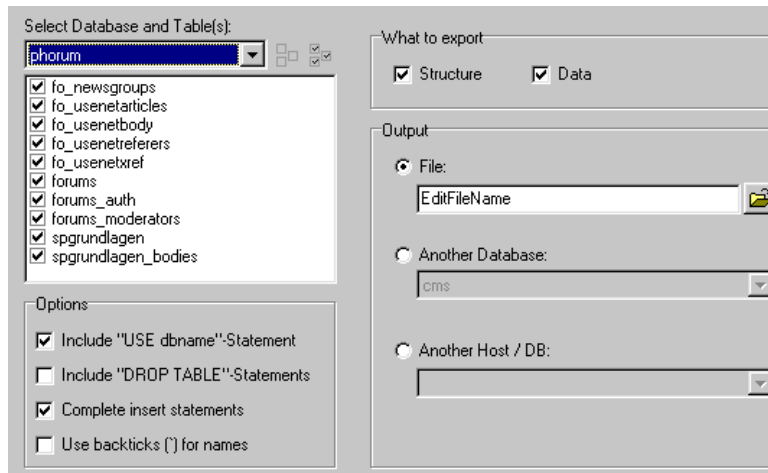 Select Database and Table(s):
phorum
fo_newsgroups
fo_usenetarticles
fo_usenetbody
fo_usenetreferers
fo_usenetxref
forums
forums_auth
forums_moderators
spgrundlagen
spgrundlagen_bodies
Options
Include "USE dbname"-Statement
Include "DROP TABLE"-Statements
Complete insert statements
Use backticks (`) for names
What to export
Structure
Data
Output
File:
EditFileName
Another Database:
cms
Another Host / DB: